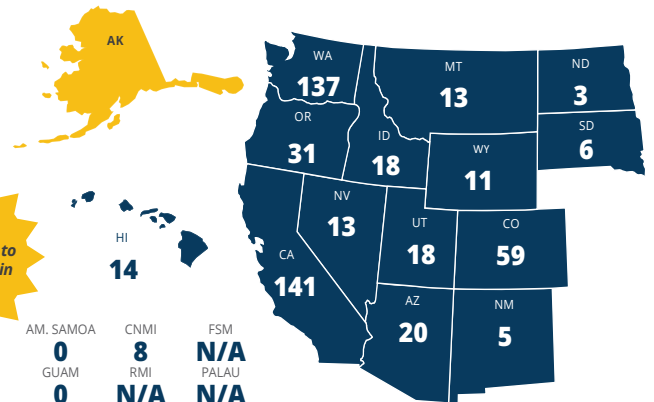 AK
WA
137
MT
13
ND
3
OR
31
ID
18
SD
6
WY
11
NV
13
UT
18
CO
59
HI
14
to
in
CA
141
AZ
20
NM
5
AM. SAMOA CNMI FSM
0 8 N/A
GUAM RMI PALAU
0 N/A N/A